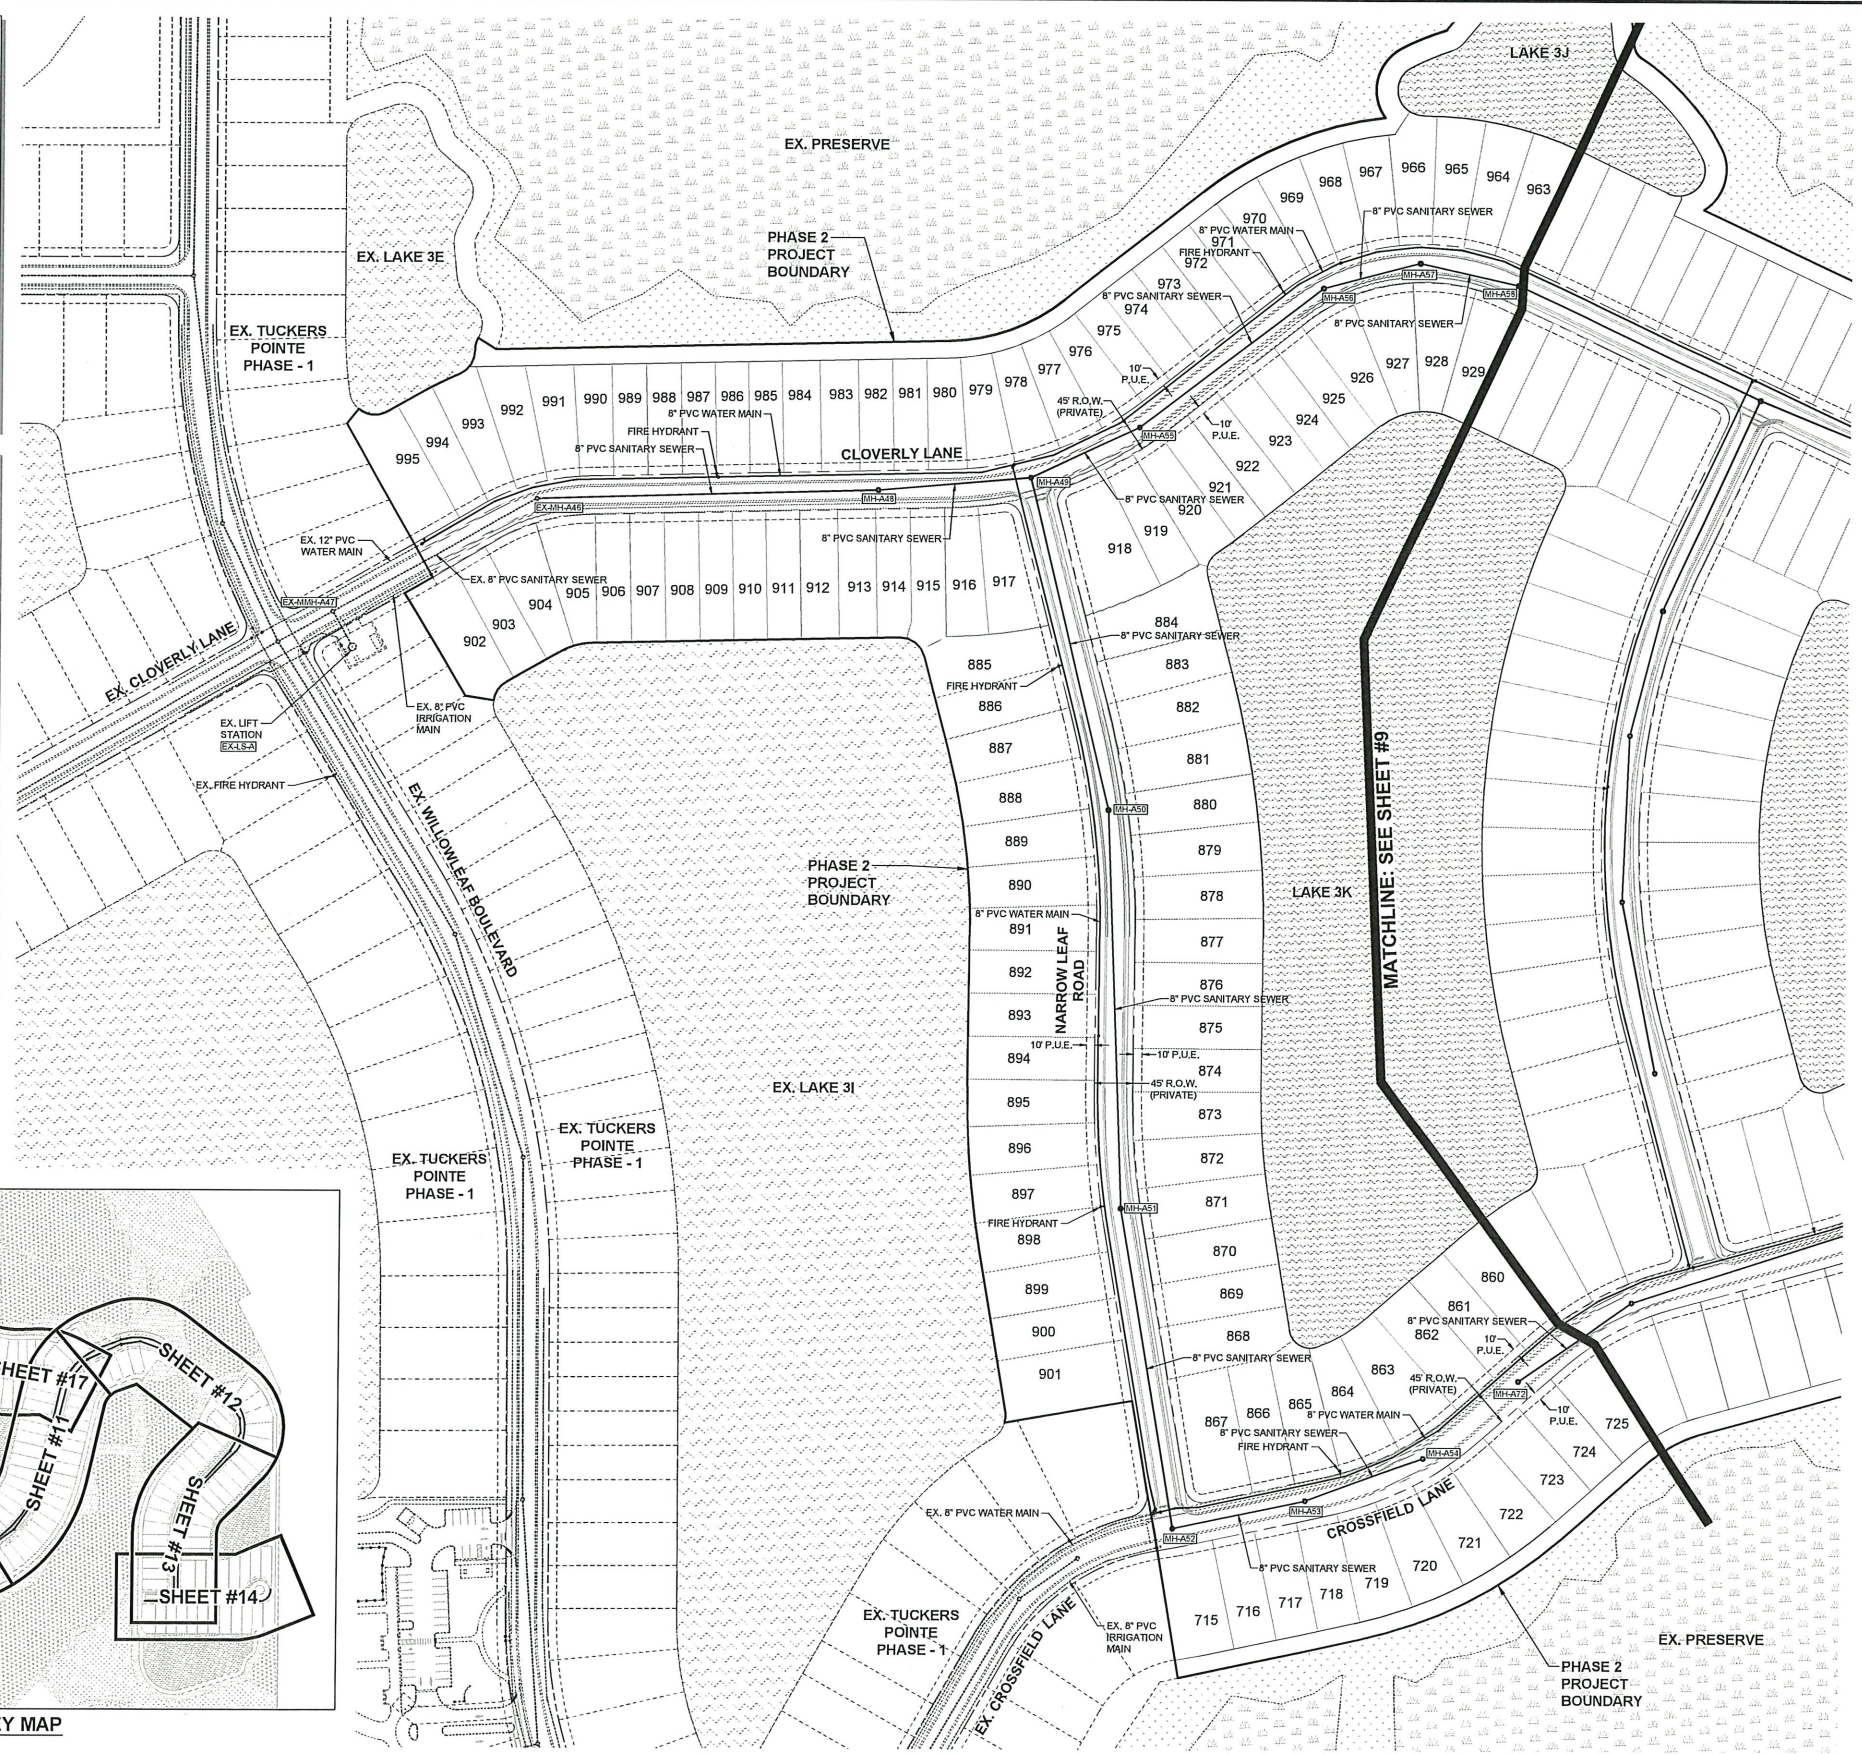 LAKE 3J
EX. PRESERVE
EX. LAKE 3E
PHASE 2
PROJECT
BOUNDARY
EX. TUCKERS
POINTE
PHASE - 1
963
964
965
966
967
968
969
970
971
972
973
974
975
976
977
978
979
980
981
982
983
984
985
986
987
988
989
990
991
992
993
994
995
8" PVC SANITARY SEWER
8" PVC WATER MAIN
FIRE HYDRANT
8" PVC SANITARY SEWER
MH-A57
MH-A56
MH-A58
8" PVC SANITARY SEWER
10'
P.U.E.
45' R.O.W.
(PRIVATE)
10'
P.U.E.
MH-A55
8" PVC WATER MAIN
FIRE HYDRANT
8" PVC SANITARY SEWER
CLOVERLY LANE
EX-MH-A46
MH-A48
MH-A49
8" PVC SANITARY SEWER
8" PVC SANITARY SEWER
929
928
927
926
925
924
923
922
921
920
919
918
EX. 12" PVC
WATER MAIN
EX. 8" PVC SANITARY SEWER
EX-MMH-A47
902
903
904
905
906
907
908
909
910
911
912
913
914
915
916
917
EX. CLOVERLY LANE
EX. LIFT
STATION
EX-LS-A
EX. 8" PVC
IRRIGATION
MAIN
EX. FIRE HYDRANT
EX. WILLOWLEAF BOULEVARD
884
8" PVC SANITARY SEWER
883
882
881
880
879
878
877
876
8" PVC SANITARY SEWER
875
10' P.U.E.
874
45' R.O.W.
(PRIVATE)
873
872
871
870
869
868
885
FIRE HYDRANT
886
887
888
889
890
8" PVC WATER MAIN
891
892
893
10' P.U.E.
894
895
896
897
FIRE HYDRANT
898
899
900
901
MH-A50
MH-A51
NARROW LEAF
ROAD
PHASE 2
PROJECT
BOUNDARY
LAKE 3K
MATCHLINE: SEE SHEET #9
EX. LAKE 3I
EX. TUCKERS
POINTE
PHASE - 1
EX. TUCKERS
POINTE
PHASE - 1
8" PVC SANITARY SEWER
860
861
8" PVC SANITARY SEWER
862
10'
P.U.E.
863
45' R.O.W.
(PRIVATE)
864
865
866
867
8" PVC WATER MAIN
8" PVC SANITARY SEWER
FIRE HYDRANT
MH-A72
10'
P.U.E.
MH-A54
MH-A53
MH-A52
CROSSFIELD LANE
8" PVC SANITARY SEWER
725
724
723
722
721
720
719
718
717
716
715
EX. 8" PVC WATER MAIN
EX. TUCKERS
POINTE
PHASE - 1
EX. CROSSFIELD LANE
EX. 8" PVC
IRRIGATION
MAIN
EX. PRESERVE
PHASE 2
PROJECT
BOUNDARY
HEET #17
SHEET #12
SHEET #11
SHEET #13
SHEET #14
Y MAP